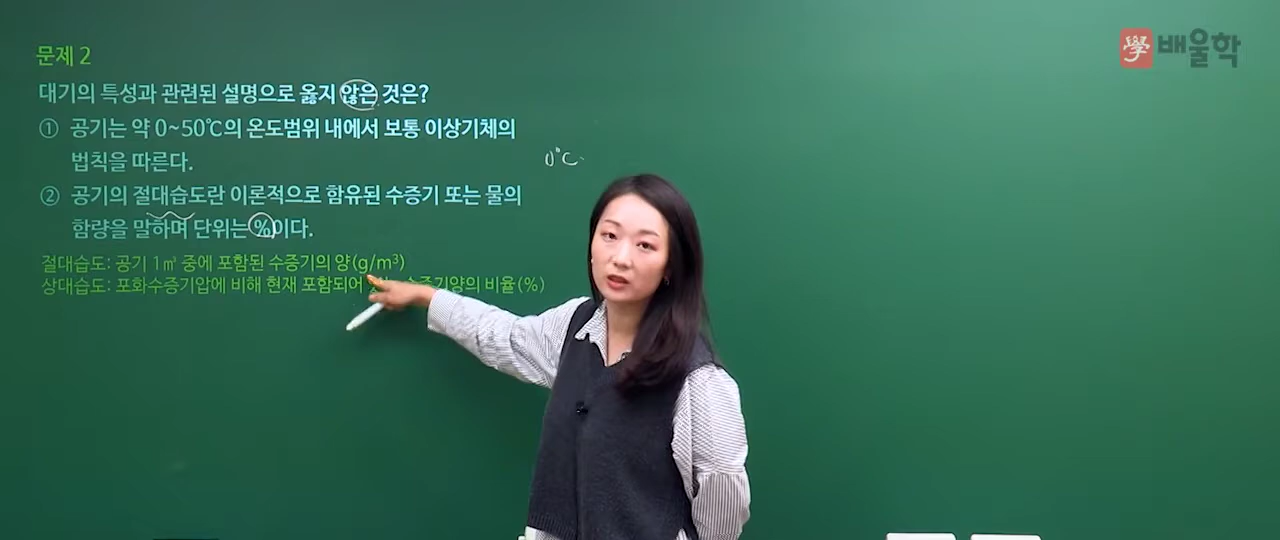 學 배울학
문제 2
대기의 특성과 관련된 설명으로 옳지 않은 것은?
① 공기는 약 0~50℃의 온도범위 내에서 보통 이상기체의
법칙을 따른다.
0°C
② 공기의 절대습도란 이론적으로 함유된 수증기 또는 물의
함량을 말하며 단위는 %이다.
절대습도: 공기 1㎥ 중에 포함된 수증기의 양(g/m³)
상대습도: 포화수증기압에 비해 현재 포함되어 수증기양의 비율(%)